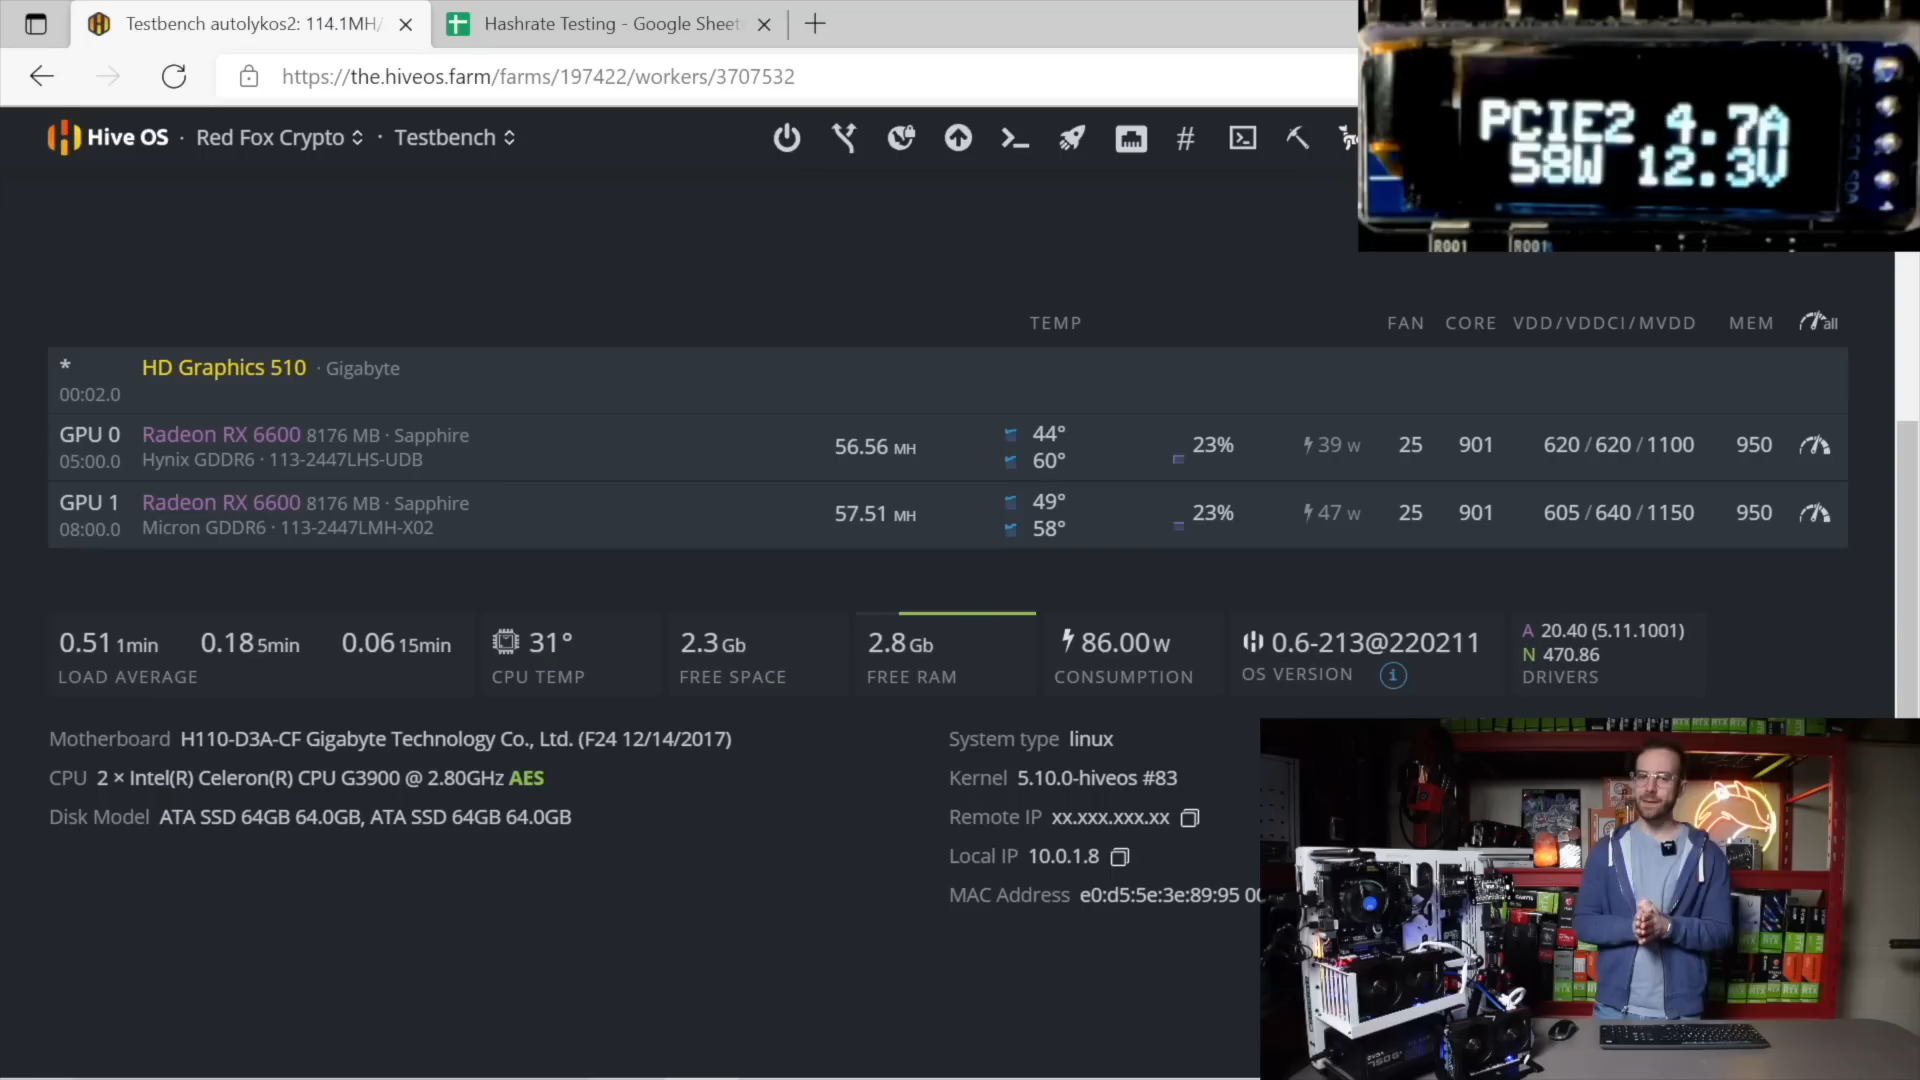 Testbench autolykos2: 114.1MH/
Hashrate Testing - Google Sheet
https://the.hiveos.farm/farms/197422/workers/3707532
PCIE2 4.7A
58W 12.3V
R001 R001
Hive OS · Red Fox Crypto · Testbench
TEMP FAN CORE VDD/VDDCI/MVDD MEM all
* HD Graphics 510 · Gigabyte
00:02.0
GPU 0 Radeon RX 6600 8176 MB · Sapphire 56.56 MH 44° 23% 39 W 25 901 620 / 620 / 1100 950
05:00.0 Hynix GDDR6 · 113-2447LHS-UDB 60°
GPU 1 Radeon RX 6600 8176 MB · Sapphire 57.51 MH 49° 23% 47 W 25 901 605 / 640 / 1150 950
08:00.0 Micron GDDR6 · 113-2447LMH-X02 58°
0.51 1min 0.18 5min 0.06 15min
LOAD AVERAGE
31°
CPU TEMP
2.3 Gb
FREE SPACE
2.8 Gb
FREE RAM
86.00 W
CONSUMPTION
0.6-213@220211
OS VERSION
A 20.40 (5.11.1001)
N 470.86
DRIVERS
Motherboard H110-D3A-CF Gigabyte Technology Co., Ltd. (F24 12/14/2017)
CPU 2 × Intel(R) Celeron(R) CPU G3900 @ 2.80GHz AES
Disk Model ATA SSD 64GB 64.0GB, ATA SSD 64GB 64.0GB
System type linux
Kernel 5.10.0-hiveos #83
Remote IP xx.xxx.xxx.xx
Local IP 10.0.1.8
MAC Address e0:d5:5e:3e:89:95